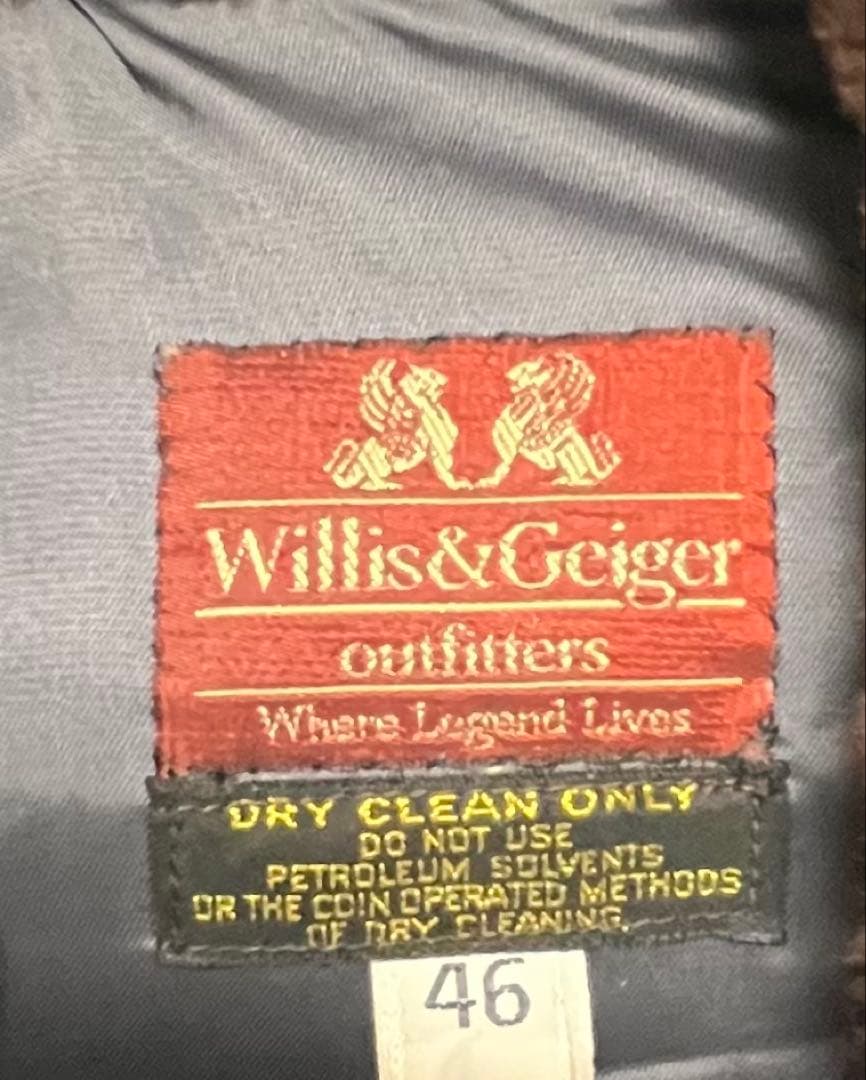 Willis&Geiger
outfitters
Where Legend Lives
DRY CLEAN ONLY
DO NOT USE
PETROLEUM SOLVENTS
OR THE COIN OPERATED METHODS
OF DRY CLEANING.
46